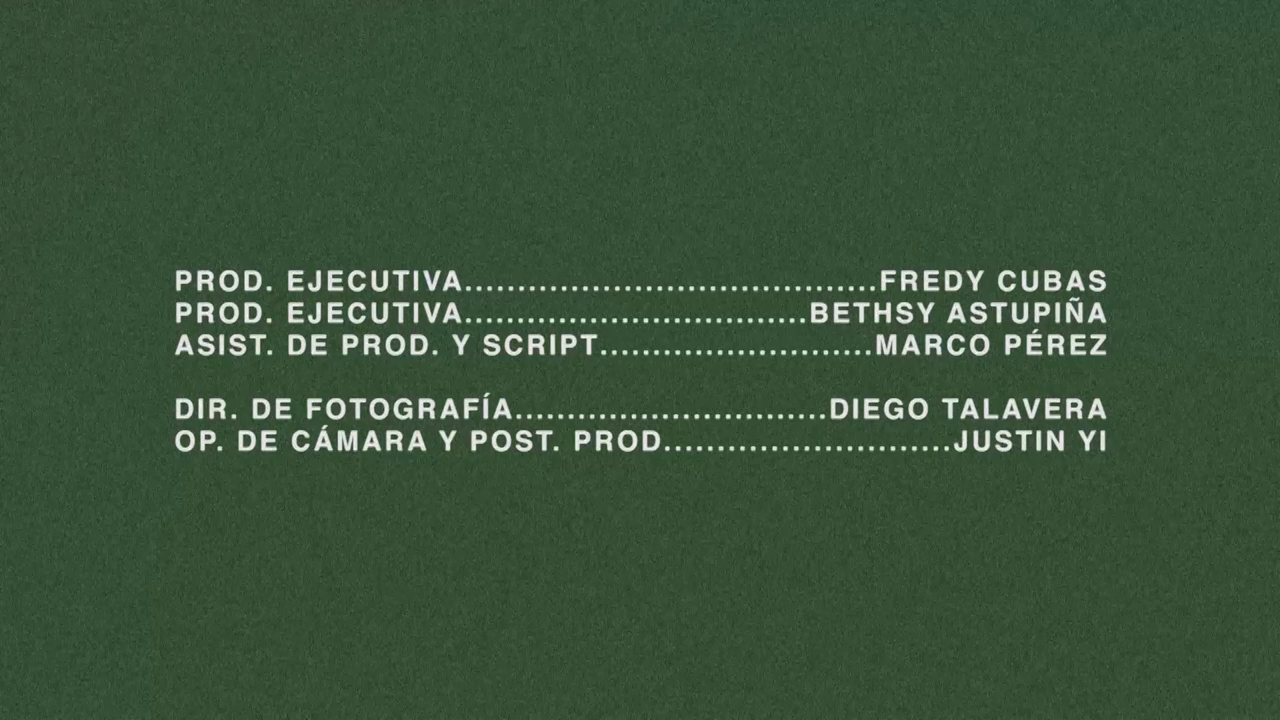 PROD. EJECUTIVA.......................................FREDY CUBAS
PROD. EJECUTIVA................................BETHSY ASTUPIÑA
ASIST. DE PROD. Y SCRIPT..........................MARCO PÉREZ
DIR. DE FOTOGRAFÍA.............................DIEGO TALAVERA
OP. DE CÁMARA Y POST. PROD...........................JUSTIN YI